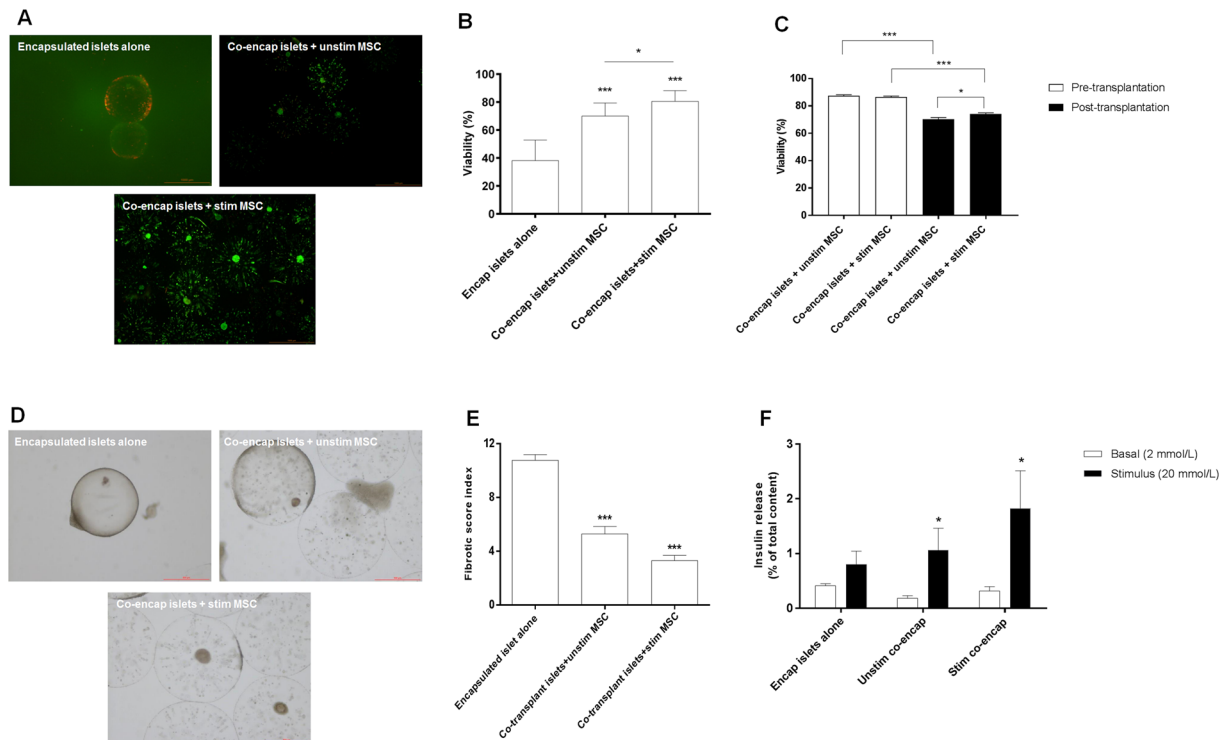 A
Encapsulated islets alone
Co-encap islets + unstim MSC
Co-encap islets + stim MSC
B
*
***
***
100
80
60
40
20
0
Viability (%)
Encap islets alone
Co-encap islets+unstim MSC
Co-encap islets+stim MSC
C
***
***
*
100
80
60
40
20
0
Viability (%)
Co-encap islets + unstim MSC
Co-encap islets + stim MSC
Co-encap islets + unstim MSC
Co-encap islets + stim MSC
Pre-transplantation
Post-transplantation
D
Encapsulated islets alone
Co-encap islets + unstim MSC
Co-encap islets + stim MSC
E
12
8
4
0
Fibrotic score index
***
***
Encapsulated islet alone
Co-transplant islets+unstim MSC
Co-transplant islets+stim MSC
F
3
2
1
0
Insulin release
(% of total content)
*
*
Encap islets alone
Unstim co-encap
Stim co-encap
Basal (2 mmol/L)
Stimulus (20 mmol/L)